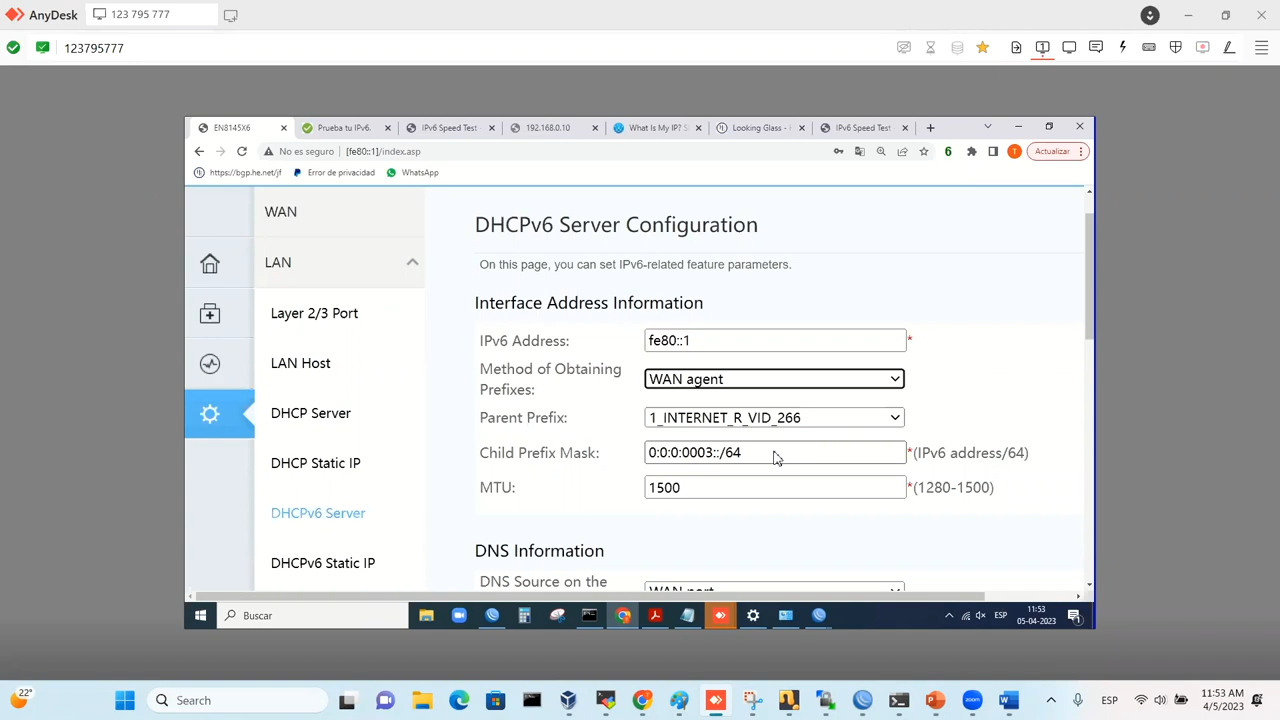 AnyDesk
123 795 777
123795777
1
EN8145X6
Prueba tu IPv6.
IPv6 Speed Test -
192.168.0.10
What Is My IP? S
Looking Glass -
IPv6 Speed Test
No es seguro
[fe80::1]/index.asp
6
T
Actualizar
https://bgp.he.net/jf
Error de privacidad
WhatsApp
WAN
LAN
Layer 2/3 Port
LAN Host
DHCP Server
DHCP Static IP
DHCPv6 Server
DHCPv6 Static IP
DHCPv6 Server Configuration
On this page, you can set IPv6-related feature parameters.
Interface Address Information
IPv6 Address:
fe80::1
*
Method of Obtaining
Prefixes:
WAN agent
Parent Prefix:
1_INTERNET_R_VID_266
Child Prefix Mask:
0:0:0:0003::/64
*(IPv6 address/64)
MTU:
1500
*(1280-1500)
DNS Information
DNS Source on the
WAN port
Buscar
ESP
11:53
05-04-2023
1
22°
Search
ESP
11:53 AM
4/5/2023